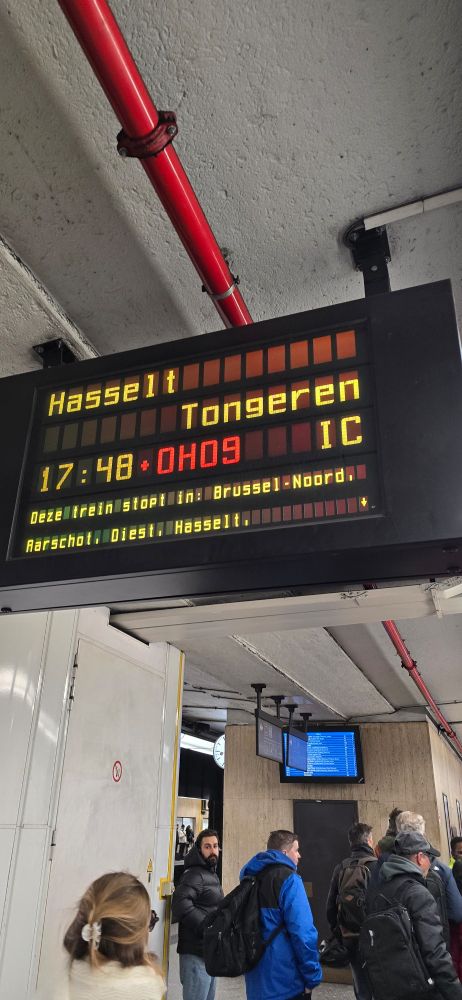 Hasselt
Tongeren
17:48 +0H09 IC
Deze trein stopt in: Brussel-Noord,
Aarschot, Diest, Hasselt,